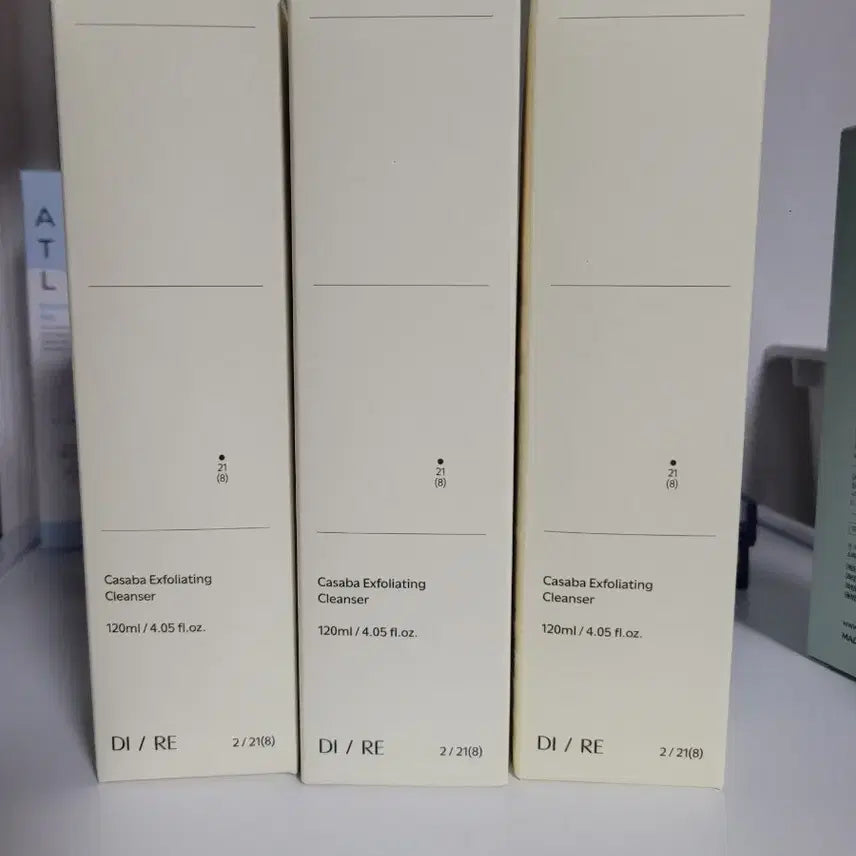 A
T
L
21
(8)
Casaba Exfoliating
Cleanser
120ml / 4.05 fl.oz.
DI / RE 2 / 21(8)
21
(8)
Casaba Exfoliating
Cleanser
120ml / 4.05 fl.oz.
DI / RE 2 / 21(8)
21
(8)
Casaba Exfoliating
Cleanser
120ml / 4.05 fl.oz.
DI / RE 2 / 21(8)